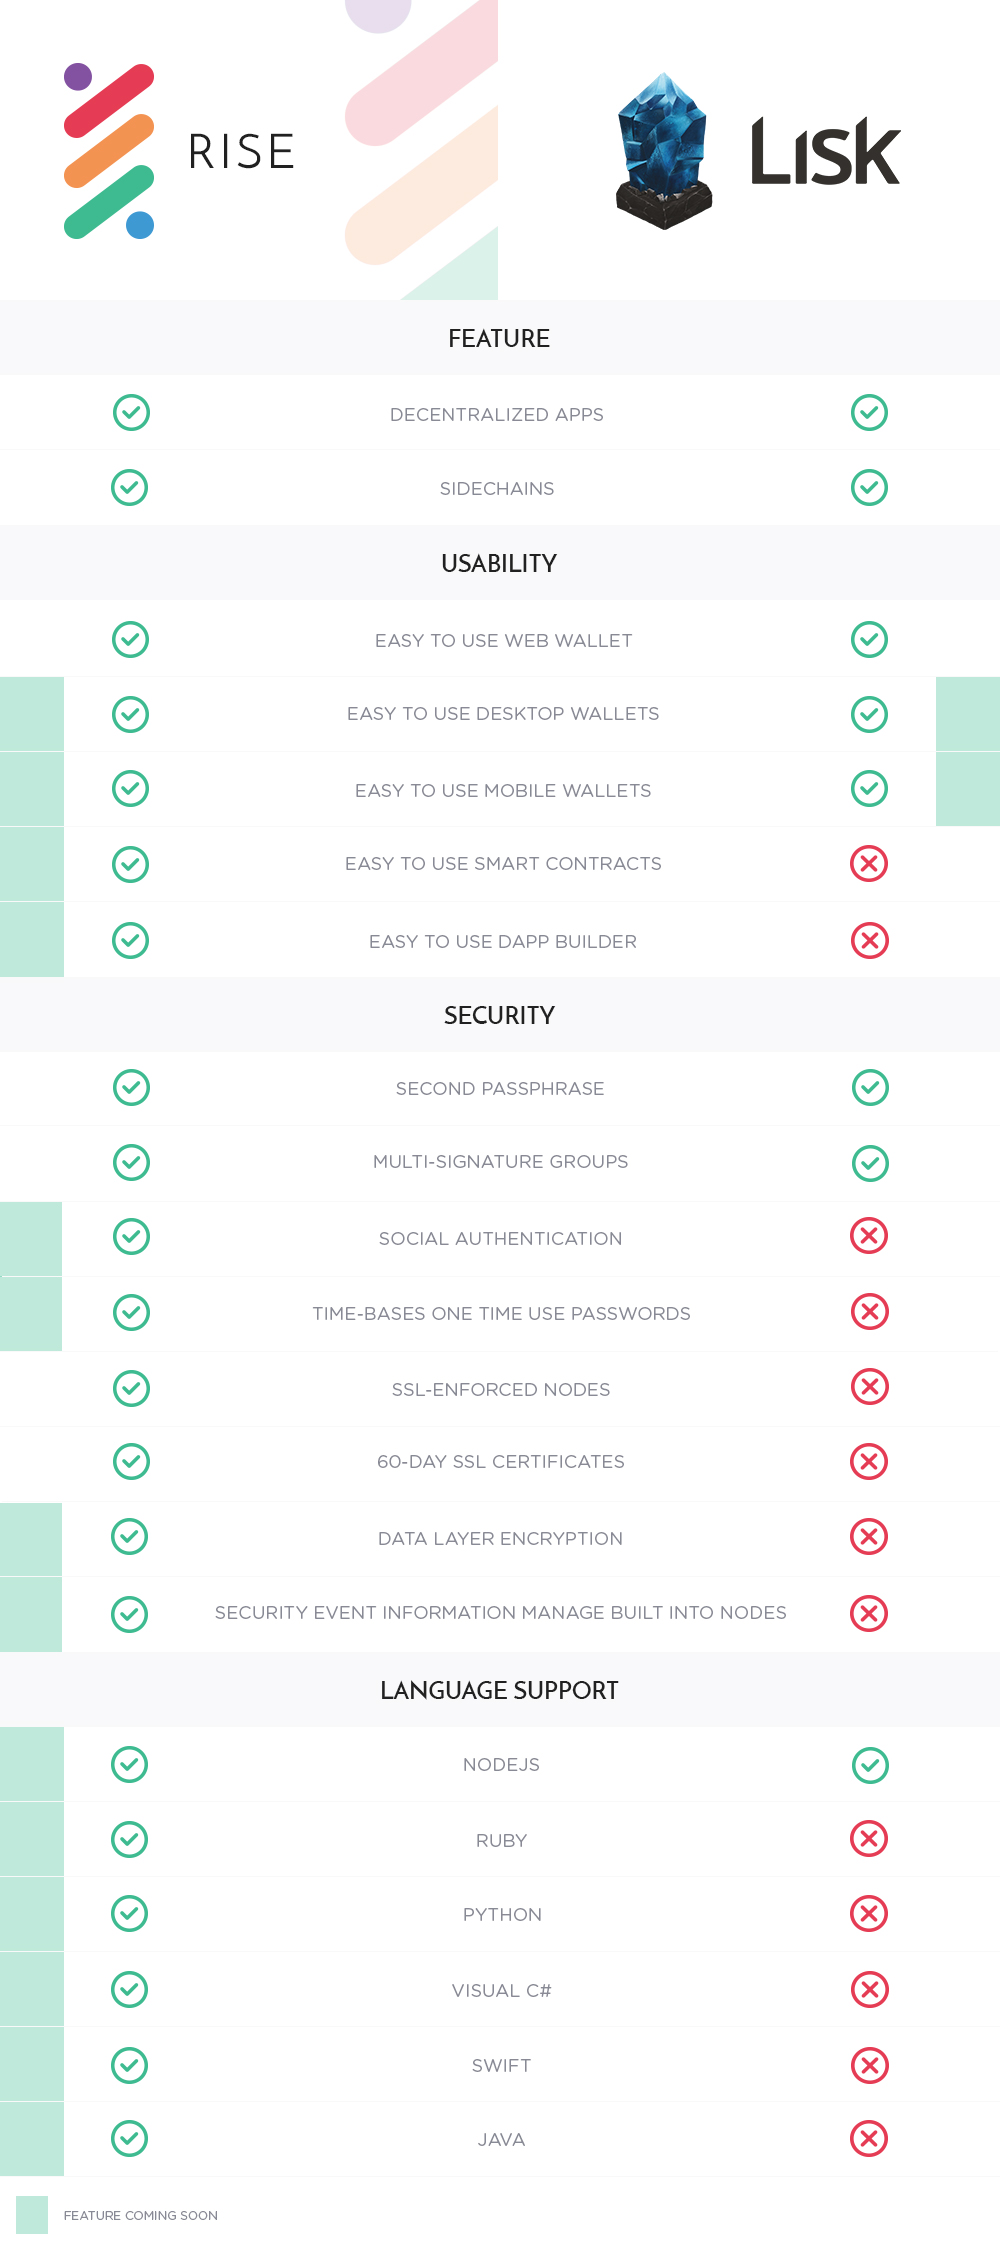 RISE
LISK
FEATURE
DECENTRALIZED APPS
SIDECHAINS
USABILITY
EASY TO USE WEB WALLET
EASY TO USE DESKTOP WALLETS
EASY TO USE MOBILE WALLETS
EASY TO USE SMART CONTRACTS
EASY TO USE DAPP BUILDER
SECURITY
SECOND PASSPHRASE
MULTI-SIGNATURE GROUPS
SOCIAL AUTHENTICATION
TIME-BASES ONE TIME USE PASSWORDS
SSL-ENFORCED NODES
60-DAY SSL CERTIFICATES
DATA LAYER ENCRYPTION
SECURITY EVENT INFORMATION MANAGE BUILT INTO NODES
LANGUAGE SUPPORT
NODEJS
RUBY
PYTHON
VISUAL C#
SWIFT
JAVA
FEATURE COMING SOON